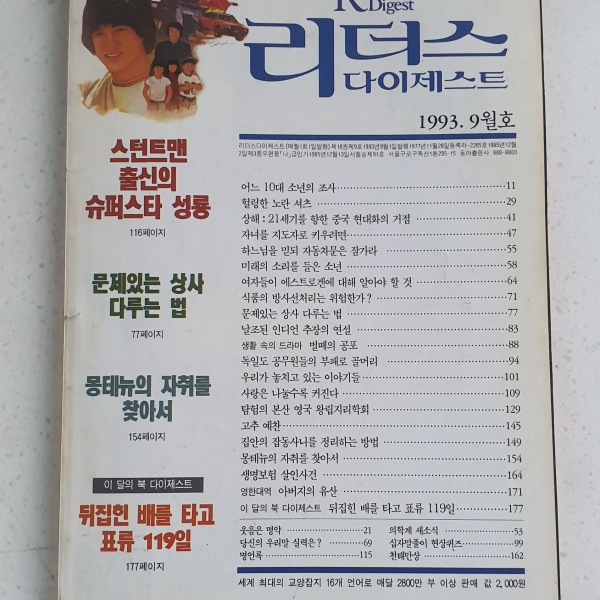 Digest
리더스
다이제스트
1993. 9월호
리더스다이제스트(매월1회1일발행)
스턴트맨
출신의
슈퍼스타 성룡
116페이지
문제있는 상사
다루는 법
77페이지
몽테뉴의 자취를
찾아서
154페이지
이 달의 북 다이제스트
뒤집힌 배를 타고
표류 119일
177페이지
어느 10대 소년의 조사 11
헐렁한 노란 셔츠 29
상해 : 21세기를 향한 중국 현대화의 거점 41
자녀를 지도자로 키우려면 47
하느님을 믿되 자동차문은 잠가라 55
미래의 소리를 들은 소년 58
여자들이 에스트로겐에 대해 알아야 할 것 64
식품의 방사선처리는 위험한가? 71
문제있는 상사 다루는 법 77
날조된 인디언 추장의 연설 83
생활 속의 드라마 벌떼의 공포 88
독일도 공무원들의 부패로 골머리 94
우리가 놓치고 있는 이야기들 101
사랑은 나눌수록 커진다 109
탐험의 본산 영국 왕립지리학회 129
고추 예찬 145
집안의 잡동사니를 정리하는 방법 149
몽테뉴의 자취를 찾아서 154
생명보험 살인사건 164
영한대역 아버지의 유산 171
이 달의 북 다이제스트 뒤집힌 배를 타고 표류 119일 177
웃음은 명약 21
당신의 우리말 실력은? 69
명언록 115
의학계 새소식 53
십자말풀이 현상퀴즈 99
천태만상 162
세계 최대의 교양잡지 16개 언어로 매달 2800만 부 이상 판매 값 2,000원